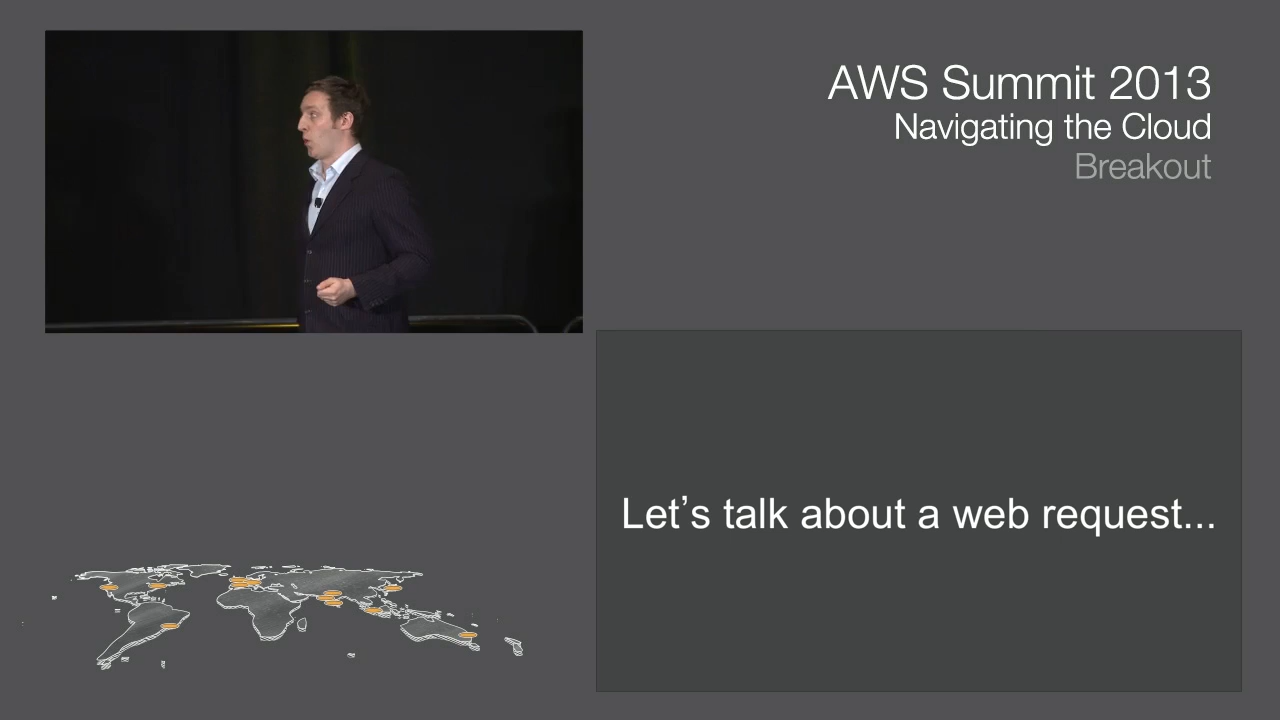 AWS Summit 2013
Navigating the Cloud
Breakout
Let’s talk about a web request...